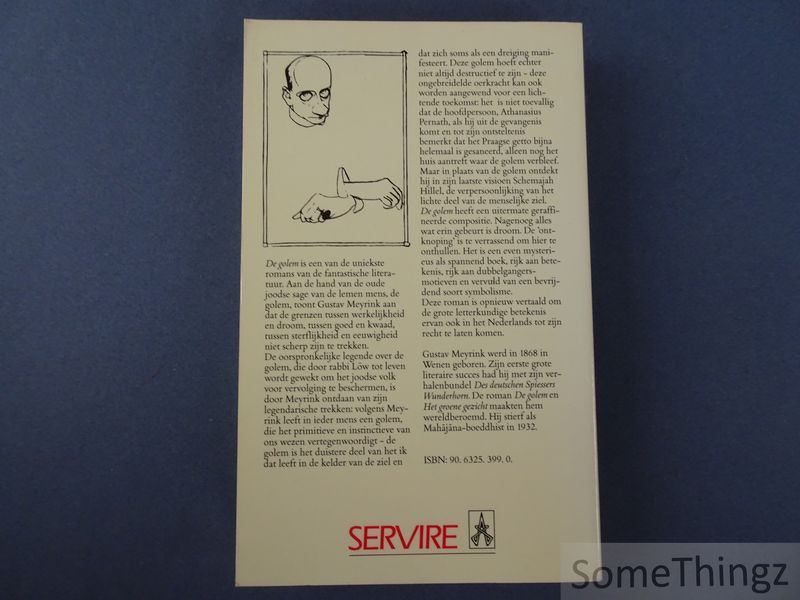 De golem is een van de uniekste
romans van de fantastische litera-
tuur. Aan de hand van de oude
joodse sage van de lemen mens, de
golem, toont Gustav Meyrink aan
dat de grenzen tussen werkelijkheid
en droom, tussen goed en kwaad,
tussen sterflijkheid en eeuwigheid
niet scherp zijn te trekken.
De oorspronkelijke legende over de
golem, die door rabbi Löw tot leven
wordt gewekt om het joodse volk
voor vervolging te beschermen, is
door Meyrink ontdaan van zijn
legendarische trekken: volgens Mey-
rink leeft in ieder mens een golem,
die het primitieve en instinctieve van
ons wezen vertegenwoordigt - de
golem is het duistere deel van het ik
dat leeft in de kelder van de ziel en
dat zich soms als een dreiging mani-
festeert. Deze golem hoeft echter
niet altijd destructief te zijn - deze
ongebreidelde oerkracht kan ook
worden aangewend voor een lich-
tende toekomst: het is niet toevallig
dat de hoofdpersoon, Athanasius
Pernath, als hij uit de gevangenis
komt en tot zijn ontsteltenis
bemerkt dat het Praagse getto bijna
helemaal is gesaneerd, alleen nog het
huis aantreft waar de golem verbleef.
Maar in plaats van de golem ontdekt
hij in zijn laatste visioen Schemajah
Hillel, de verpersoonlijking van het
lichte deel van de menselijke ziel.
De golem heeft een uitermate geraffi-
neerde compositie. Nagenoeg alles
wat erin gebeurt is droom. De 'ont-
knoping' is te verrassend om hier te
onthullen. Het is een even mysteri-
eus als spannend boek, rijk aan bete-
kenis, rijk aan dubbelgangers-
motieven en vervuld van een bevrij-
dend soort symbolisme.
Deze roman is opnieuw vertaald om
de grote letterkundige betekenis
ervan ook in het Nederlands tot zijn
recht te laten komen.
Gustav Meyrink werd in 1868 in
Wenen geboren. Zijn eerste grote
literaire succes had hij met zijn ver-
halenbundel Des deutschen Spiessers
Wunderhorn. De roman De golem en
Het groene gezicht maakten hem
wereldberoemd. Hij stierf als
Mahâjâna-boeddhist in 1932.
ISBN: 90. 6325. 399. 0.
SERVIRE
SomeThingz